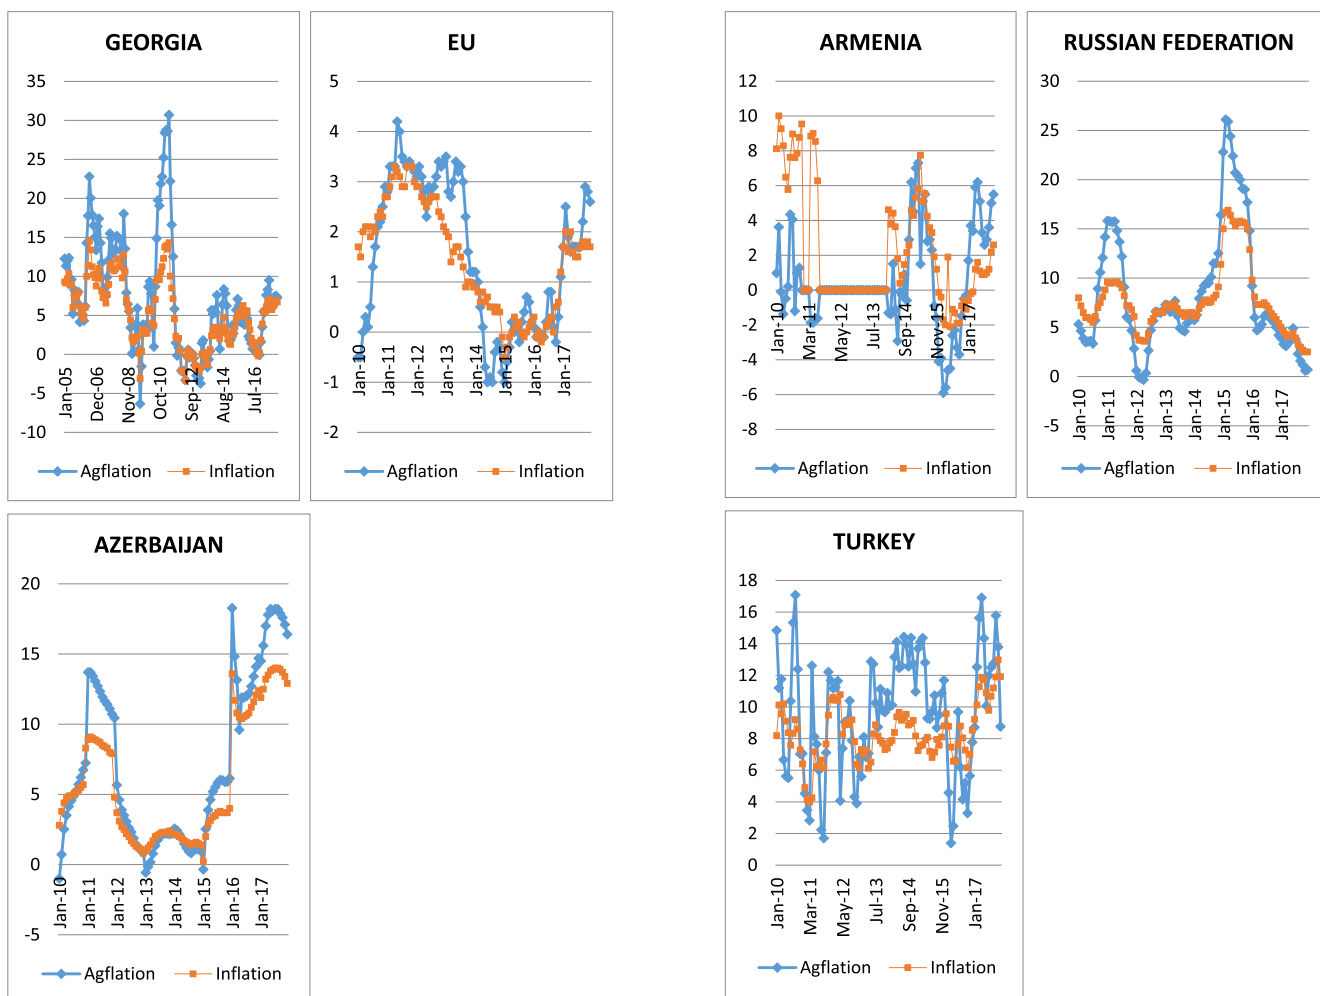 GEORGIA
35
30
25
20
15
10
5
0
-5
-10
Jan-05
Dec-06
Nov-08
Oct-10
Sep-12
Aug-14
Jul-16
Agflation
Inflation
EU
5
4
3
2
1
0
-1
-2
Jan-10
Jan-11
Jan-12
Jan-13
Jan-14
Jan-15
Jan-16
Jan-17
Agflation
Inflation
ARMENIA
12
10
8
6
4
2
0
-2
-4
-6
-8
Jan-10
Mar-11
May-12
Jul-13
Sep-14
Nov-15
Jan-17
Agflation
Inflation
RUSSIAN FEDERATION
30
25
20
15
10
5
0
-5
Jan-10
Jan-11
Jan-12
Jan-13
Jan-14
Jan-15
Jan-16
Jan-17
Agflation
Inflation
AZERBAIJAN
20
15
10
5
0
-5
Jan-10
Jan-11
Jan-12
Jan-13
Jan-14
Jan-15
Jan-16
Jan-17
Agflation
Inflation
TURKEY
18
16
14
12
10
8
6
4
2
0
Jan-10
Mar-11
May-12
Jul-13
Sep-14
Nov-15
Jan-17
Agflation
Inflation